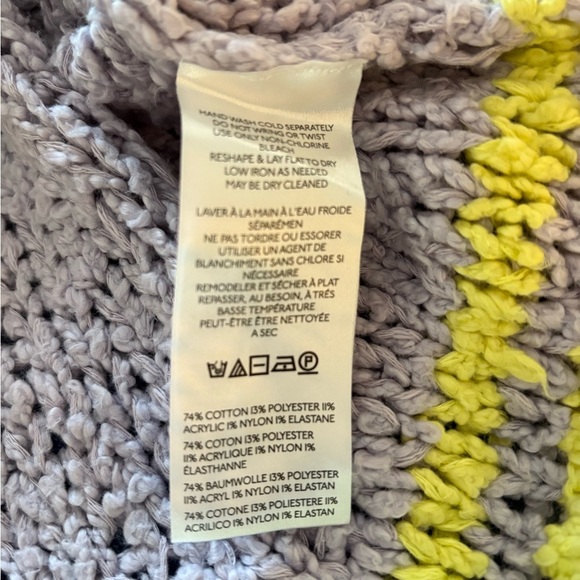 HAND WASH COLD SEPARATELY
DO NOT WRING OR TWIST
USE ONLY NON-CHLORINE
BLEACH
RESHAPE & LAY FLAT TO DRY
LOW IRON AS NEEDED
MAY BE DRY CLEANED
LAVER À LA MAIN À L'EAU FROIDE
SÉPARÉMEN
NE PAS TORDRE OU ESSORER
UTILISER UN AGENT DE
BLANCHIMENT SANS CHLORE SI
NÉCESSAIRE
REMODELER ET SÉCHER À PLAT
REPASSER, AU BESOIN, À TRÉS
BASSE TEMPÉRATURE
PEUT-ÊTRE ÊTRE NETTOYÉE
A SEC
P
74% COTTON 13% POLYESTER 11%
ACRYLIC 1% NYLON 1% ELASTANE
74% COTON 13% POLYESTER
11% ACRYLIQUE 1% NYLON 1%
ÉLASTHANNE
74% BAUMWOLLE 13% POLYESTER
11% ACRYL 1% NYLON 1% ELASTAN
74% COTONE 13% POLIESTERE 11%
ACRILICO 1% NYLON 1% ELASTAN